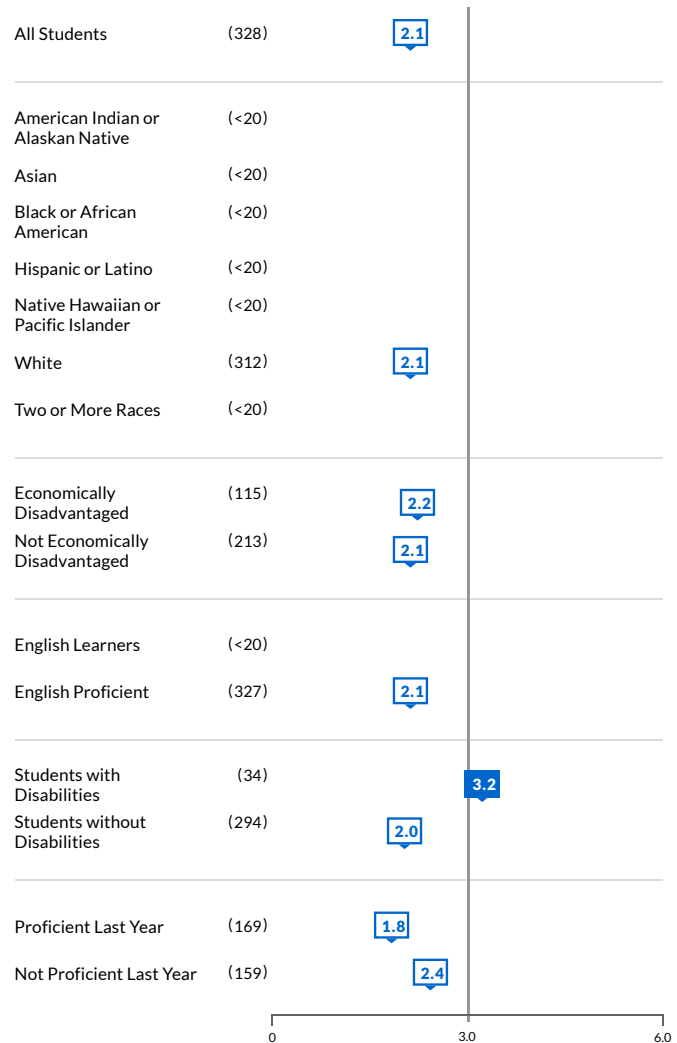 All Students (328) 2.1
American Indian or (<20)
Alaskan Native
Asian (<20)
Black or African (<20)
American
Hispanic or Latino (<20)
Native Hawaiian or (<20)
Pacific Islander
White (312) 2.1
Two or More Races (<20)
Economically (115) 2.2
Disadvantaged
Not Economically (213) 2.1
Disadvantaged
English Learners (<20)
English Proficient (327) 2.1
Students with (34) 3.2
Disabilities
Students without (294) 2.0
Disabilities
Proficient Last Year (169) 1.8
Not Proficient Last Year (159) 2.4
0 3.0 6.0